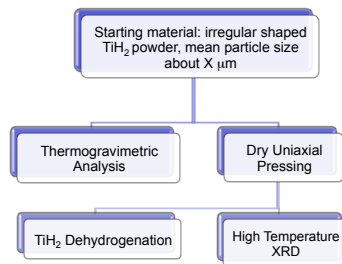 Starting material: irregular shaped
TiH₂ powder, mean particle size
about X μm
Thermogravimetric
Analysis
Dry Uniaxial
Pressing
TiH₂ Dehydrogenation
High Temperature
XRD